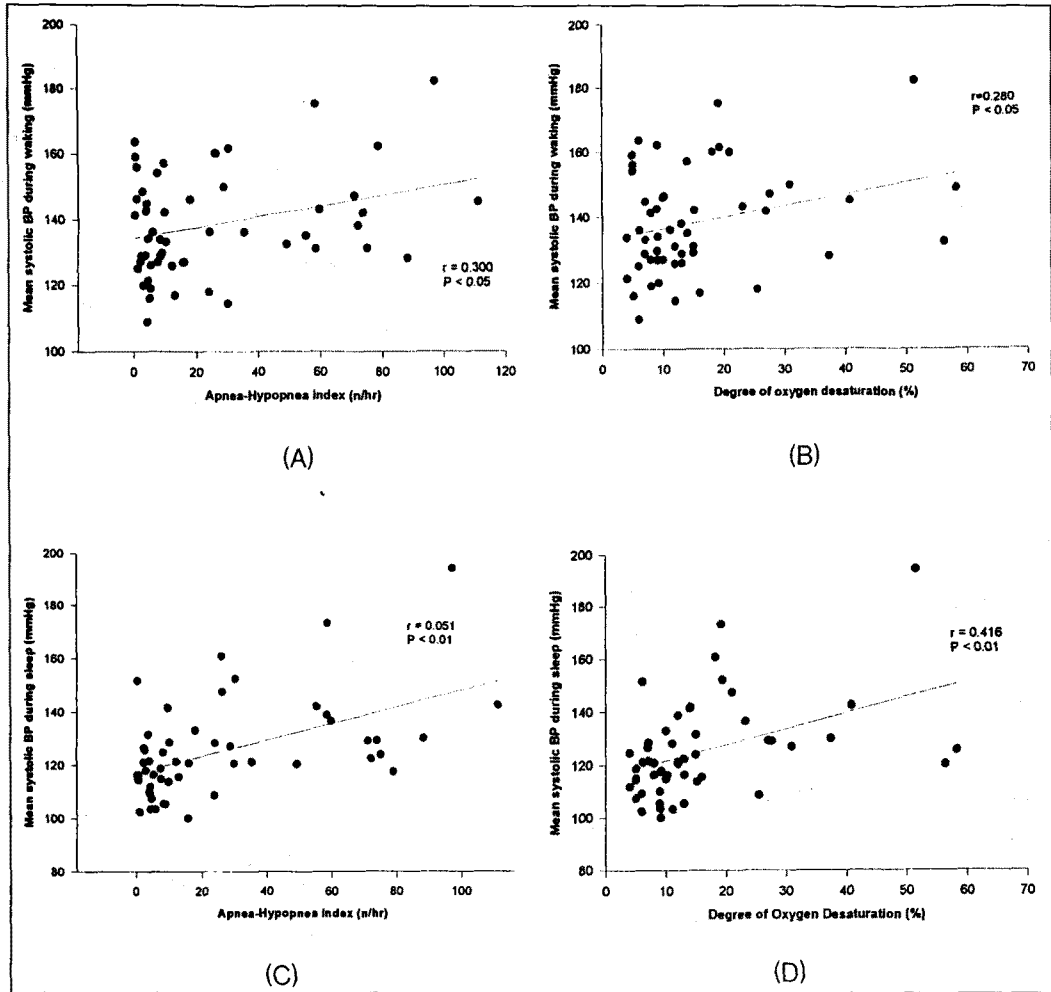 200
180
160
140
120
100
Mean systolic BP during waking (mmHg)
r = 0.300
P < 0.05
0 20 40 60 80 100 120
Apnea-Hypopnea Index (n/hr)
(A)
200
180
160
140
120
100
Mean systolic BP during waking (mmHg)
r=0.280
P < 0.05
0 10 20 30 40 50 60 70
Degree of oxygen desaturation (%)
(B)
200
180
160
140
120
100
80
Mean systolic BP during sleep (mmHg)
r = 0.051
P < 0.01
0 20 40 60 80 100
Apnea-Hypopnea Index (n/hr)
(C)
200
180
160
140
120
100
80
Mean systolic BP during sleep (mmHg)
r = 0.416
P < 0.01
0 10 20 30 40 50 60 70
Degree of Oxygen Desaturation (%)
(D)